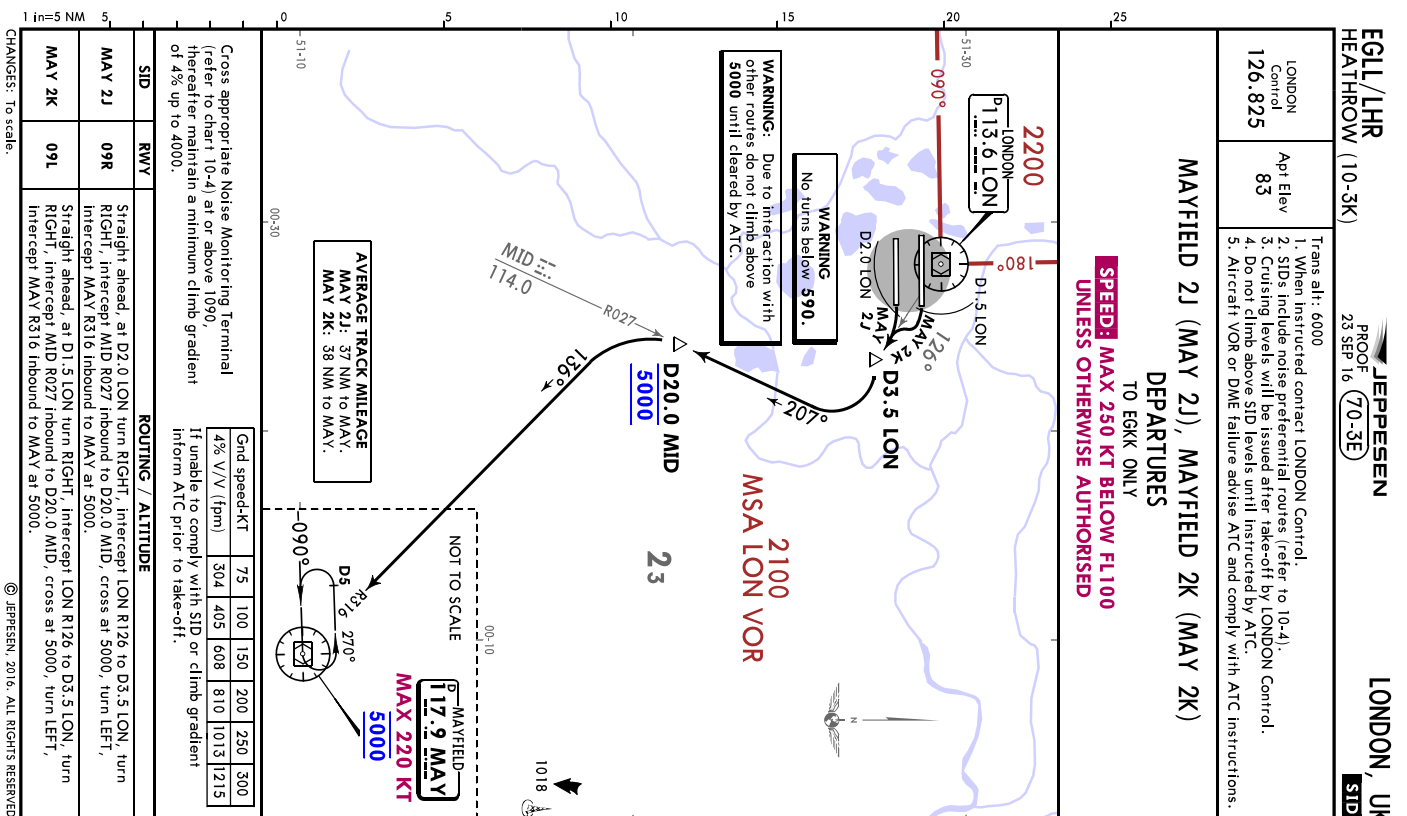 EGLL/LHR
HEATHROW (10-3K)
JEPPESEN
PROOF
23 SEP 16
70-3E
LONDON, UK
SID
LONDON
Control
126.825
Apt Elev
83
Trans alt: 6000
1. When instructed contact LONDON Control.
2. SIDs include noise preferential routes (refer to 10-4).
3. Cruising levels will be issued after take-off by LONDON Control.
4. Do not climb above SID levels until instructed by ATC.
5. Aircraft VOR or DME failure advise ATC and comply with ATC instructions.
MAYFIELD 2J (MAY 2J), MAYFIELD 2K (MAY 2K)
DEPARTURES
TO EGKK ONLY
SPEED: MAX 250 KT BELOW FL100
UNLESS OTHERWISE AUTHORISED
2200
090°
180°
LONDON
D
113.6 LON
51-30
D1.5 LON
D2.0 LON
MAY 2J
MAY 2K
126°
D3.5 LON
WARNING
No turns below 590.
WARNING: Due to interaction with
other routes do not climb above
5000 until cleared by ATC.
207°
2100
MSA LON VOR
N
D20.0 MID
5000
23
R027
MID
114.0
136°
00-30
00-10
51-10
AVERAGE TRACK MILEAGE
MAY 2J: 37 NM to MAY.
MAY 2K: 38 NM to MAY.
NOT TO SCALE
1018
MAYFIELD
D
117.9 MAY
MAX 220 KT
5000
R316
270°
D5
090°
Cross appropriate Noise Monitoring Terminal
(refer to chart 10-4) at or above 1090,
thereafter maintain a minimum climb gradient
of 4% up to 4000.
Gnd speed-KT 75 100 150 200 250 300
4% V/V (fpm) 304 405 608 810 1013 1215
If unable to comply with SID or climb gradient
inform ATC prior to take-off.
SID RWY ROUTING / ALTITUDE
MAY 2J 09R Straight ahead, at D2.0 LON turn RIGHT, intercept LON R126 to D3.5 LON, turn
RIGHT, intercept MID R027 inbound to D20.0 MID, cross at 5000, turn LEFT,
intercept MAY R316 inbound to MAY at 5000.
MAY 2K 09L Straight ahead, at D1.5 LON turn RIGHT, intercept LON R126 to D3.5 LON, turn
RIGHT, intercept MID R027 inbound to D20.0 MID, cross at 5000, turn LEFT,
intercept MAY R316 inbound to MAY at 5000.
CHANGES: To scale.
© JEPPESEN, 2016. ALL RIGHTS RESERVED
1 in=5 NM 5 0 5 10 15 20 25